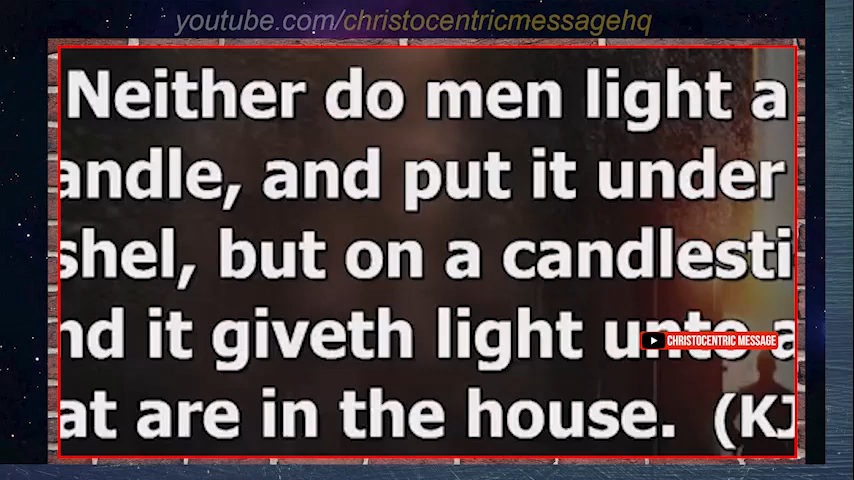 youtube.com/christocentricmessagehq
Neither do men light a
andle, and put it under
shel, but on a candlesti
nd it giveth light unto a
CHRISTOCENTRIC MESSAGE
at are in the house. (KJ